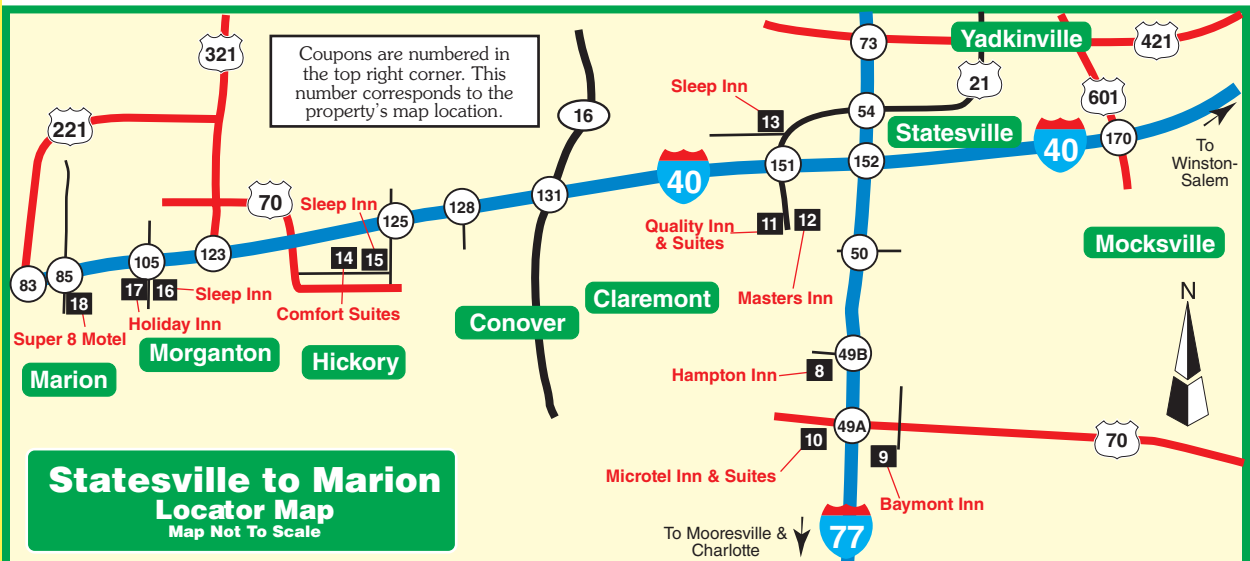 321
Coupons are numbered in
the top right corner. This
number corresponds to the
property's map location.
73
Yadkinville
421
21
Sleep Inn
601
16
54
13
221
Statesville
40
170
To
Winston-
Salem
151
152
40
131
70
Sleep Inn
128
125
Quality Inn
& Suites
11
12
Mocksville
123
50
14
15
105
85
83
17
16
Sleep Inn
18
N
Claremont
Masters Inn
Comfort Suites
Holiday Inn
Conover
Super 8 Motel
Morganton
Hickory
49B
Marion
Hampton Inn
8
49A
10
70
9
Statesville to Marion
Locator Map
Map Not To Scale
Microtel Inn & Suites
Baymont Inn
To Mooresville &
Charlotte
77